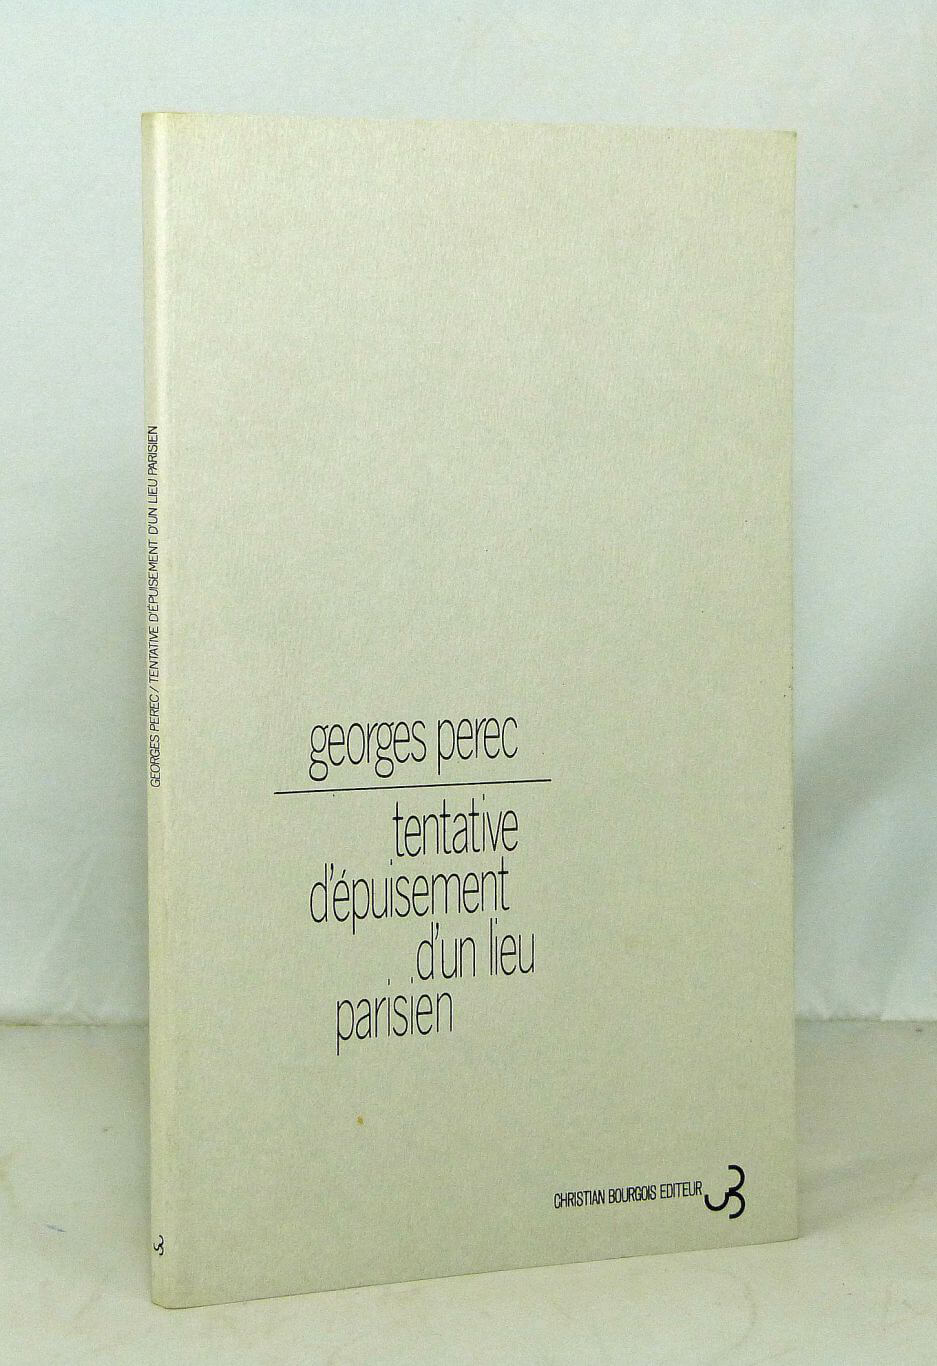 GEORGES PEREC / TENTATIVE D'ÉPUISEMENT D'UN LIEU PARISIEN
georges perec
tentative
d'épuisement
d'un lieu
parisien
CHRISTIAN BOURGOIS EDITEUR